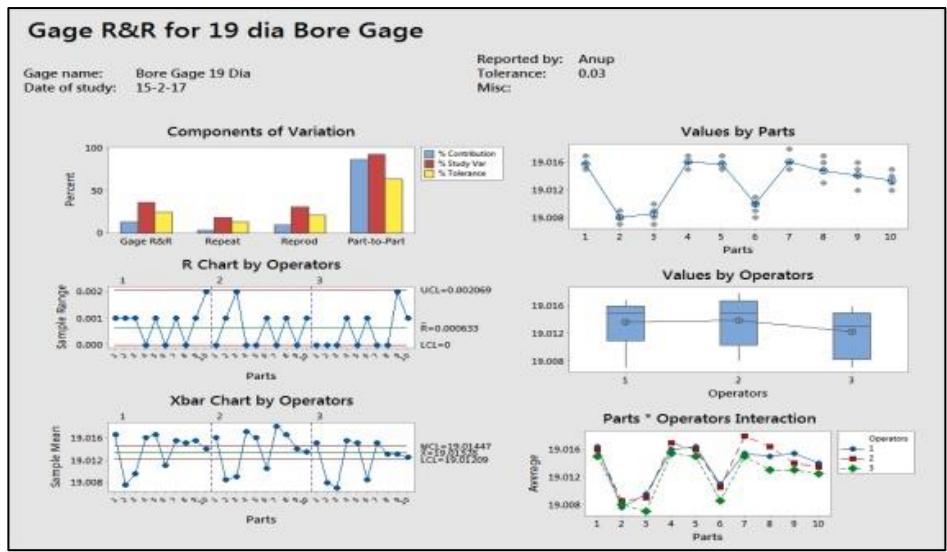 Gage R&R for 19 dia Bore Gage
Gage name: Bore Gage 19 Dia
Date of study: 15-2-17
Reported by: Anup
Tolerance: 0.03
Misc:
Components of Variation
% Contribution
% Study Var
% Tolerance
Percent
100
50
0
Gage R&R Repeat Reprod Part-to-Part
R Chart by Operators
1 2 3
Sample Range
0.002
0.001
0.000
UCL=0.002069
R̄=0.000633
LCL=0
Parts
Xbar Chart by Operators
1 2 3
Sample Mean
19.016
19.012
19.008
UCL=19.01447
LCL=19.01209
Parts
Values by Parts
19.016
19.012
19.008
1 2 3 4 5 6 7 8 9 10
Parts
Values by Operators
19.016
19.012
19.008
1 2 3
Operators
Parts * Operators Interaction
Average
19.016
19.012
19.008
1 2 3 4 5 6 7 8 9 10
Parts
Operators
1
2
3